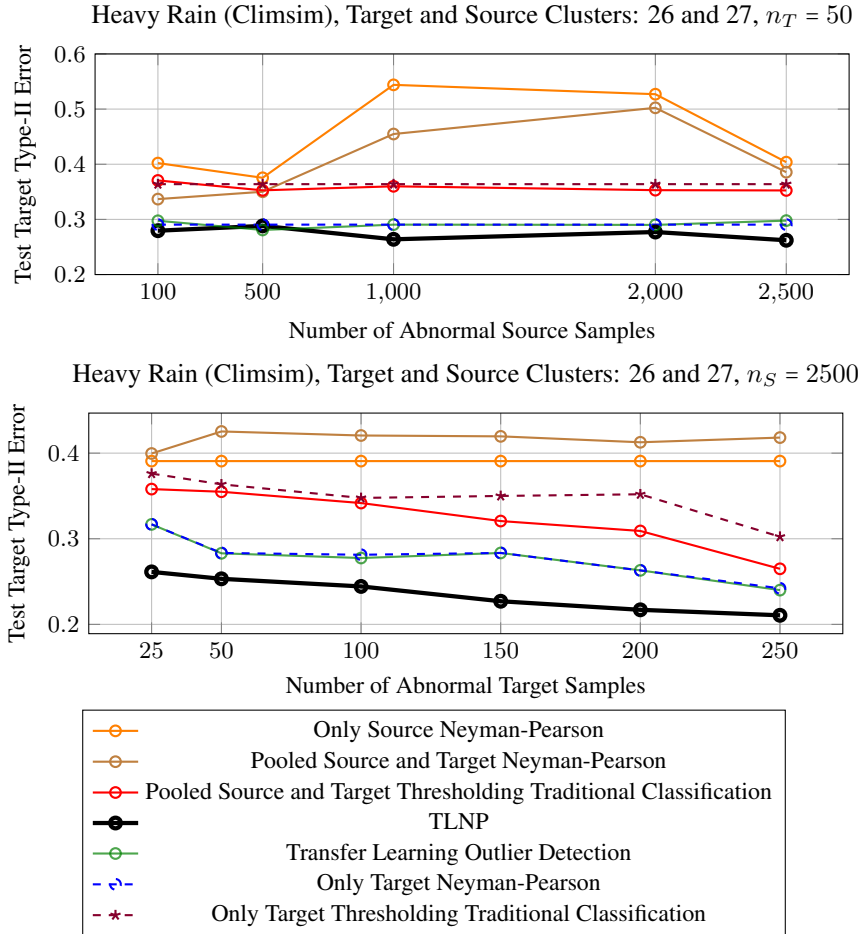 Heavy Rain (Climsim), Target and Source Clusters: 26 and 27, n_T = 50
Test Target Type-II Error
0.6
0.5
0.4
0.3
0.2
100 500 1,000 2,000 2,500
Number of Abnormal Source Samples
Heavy Rain (Climsim), Target and Source Clusters: 26 and 27, n_S = 2500
Test Target Type-II Error
0.4
0.3
0.2
25 50 100 150 200 250
Number of Abnormal Target Samples
Only Source Neyman-Pearson
Pooled Source and Target Neyman-Pearson
Pooled Source and Target Thresholding Traditional Classification
TLNP
Transfer Learning Outlier Detection
Only Target Neyman-Pearson
Only Target Thresholding Traditional Classification